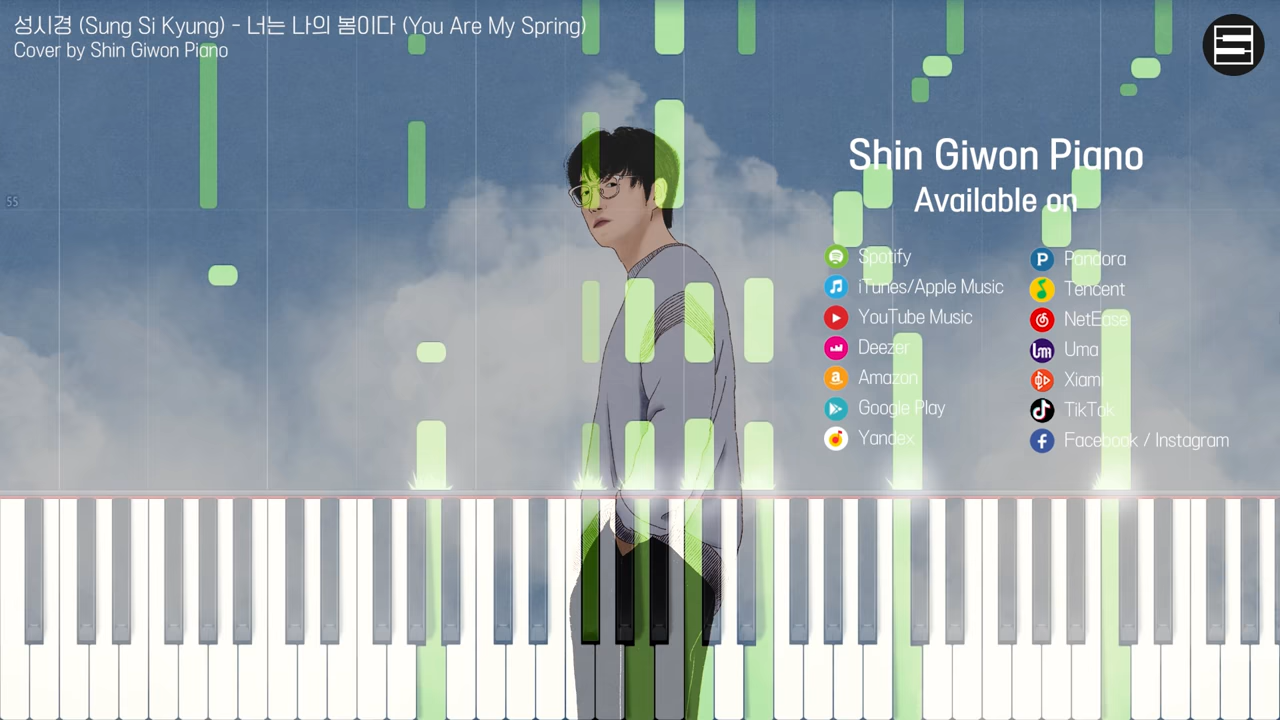 성시경 (Sung Si Kyung) - 너는 나의 봄이다 (You Are My Spring)
Cover by Shin Giwon Piano
Shin Giwon Piano
Available on
55
Spotify
iTunes/Apple Music
YouTube Music
Deezer
Amazon
Google Play
Yandex
P Pandora
Tencent
NetEase
Uma
Xiami
TikTok
Facebook / Instagram